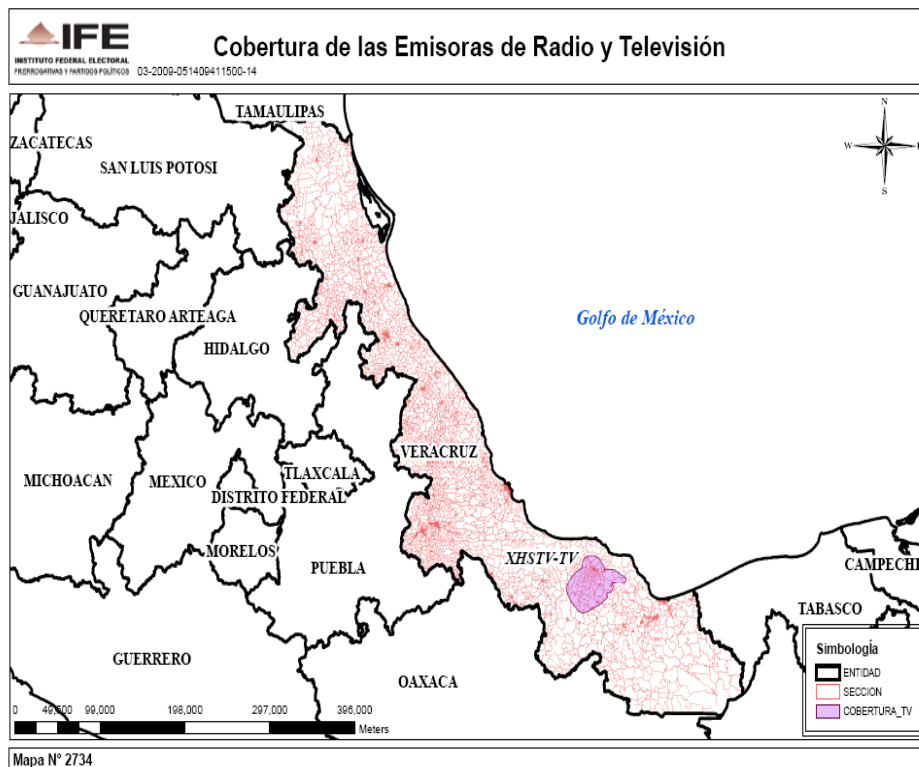 IFE
INSTITUTO FEDERAL ELECTORAL
PRERROGATIVAS Y PARTIDOS POLÍTICOS
03-2009-051409411500-14
Cobertura de las Emisoras de Radio y Televisión
TAMAULIPAS
ZACATECAS
SAN LUIS POTOSI
JALISCO
GUANAJUATO
QUERETARO ARTEAGA
HIDALGO
Golfo de México
MICHOACAN
MEXICO
TLAXCALA
VERACRUZ
DISTRITO FEDERAL
MORELOS
PUEBLA
XHSTV-TV
CAMPECHE
TABASCO
GUERRERO
OAXACA
N
W
E
S
Simbología
ENTIDAD
SECCION
COBERTURA_TV
0 49,500 99,000 198,000 297,000 396,000
Meters
Mapa N° 2734